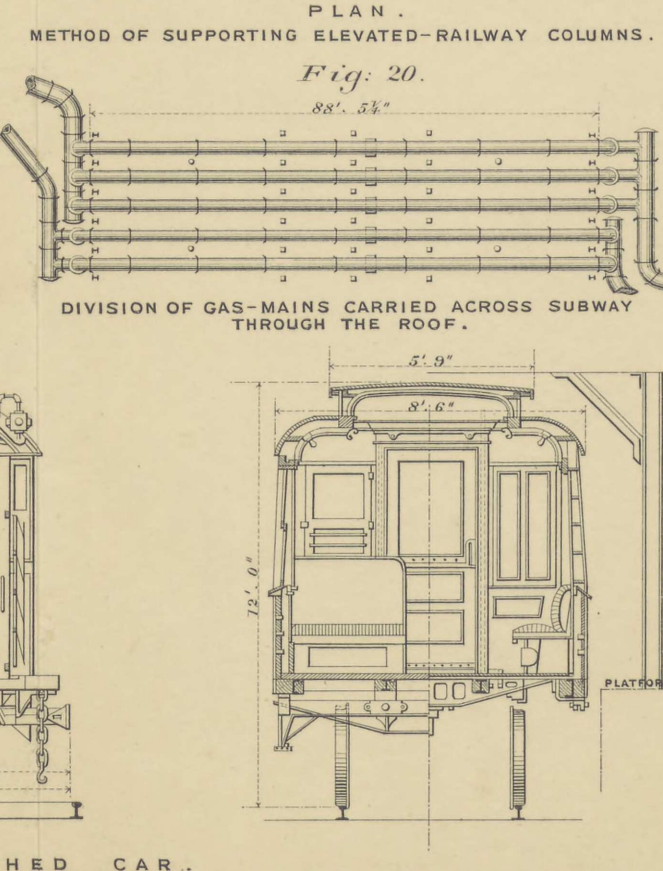 PLAN.
METHOD OF SUPPORTING ELEVATED-RAILWAY COLUMNS.
Fig: 20.
88'. 5¼"
DIVISION OF GAS-MAINS CARRIED ACROSS SUBWAY
THROUGH THE ROOF.
5'. 9"
8'. 6"
12'. 0"
PLATFOR
HED CAR.